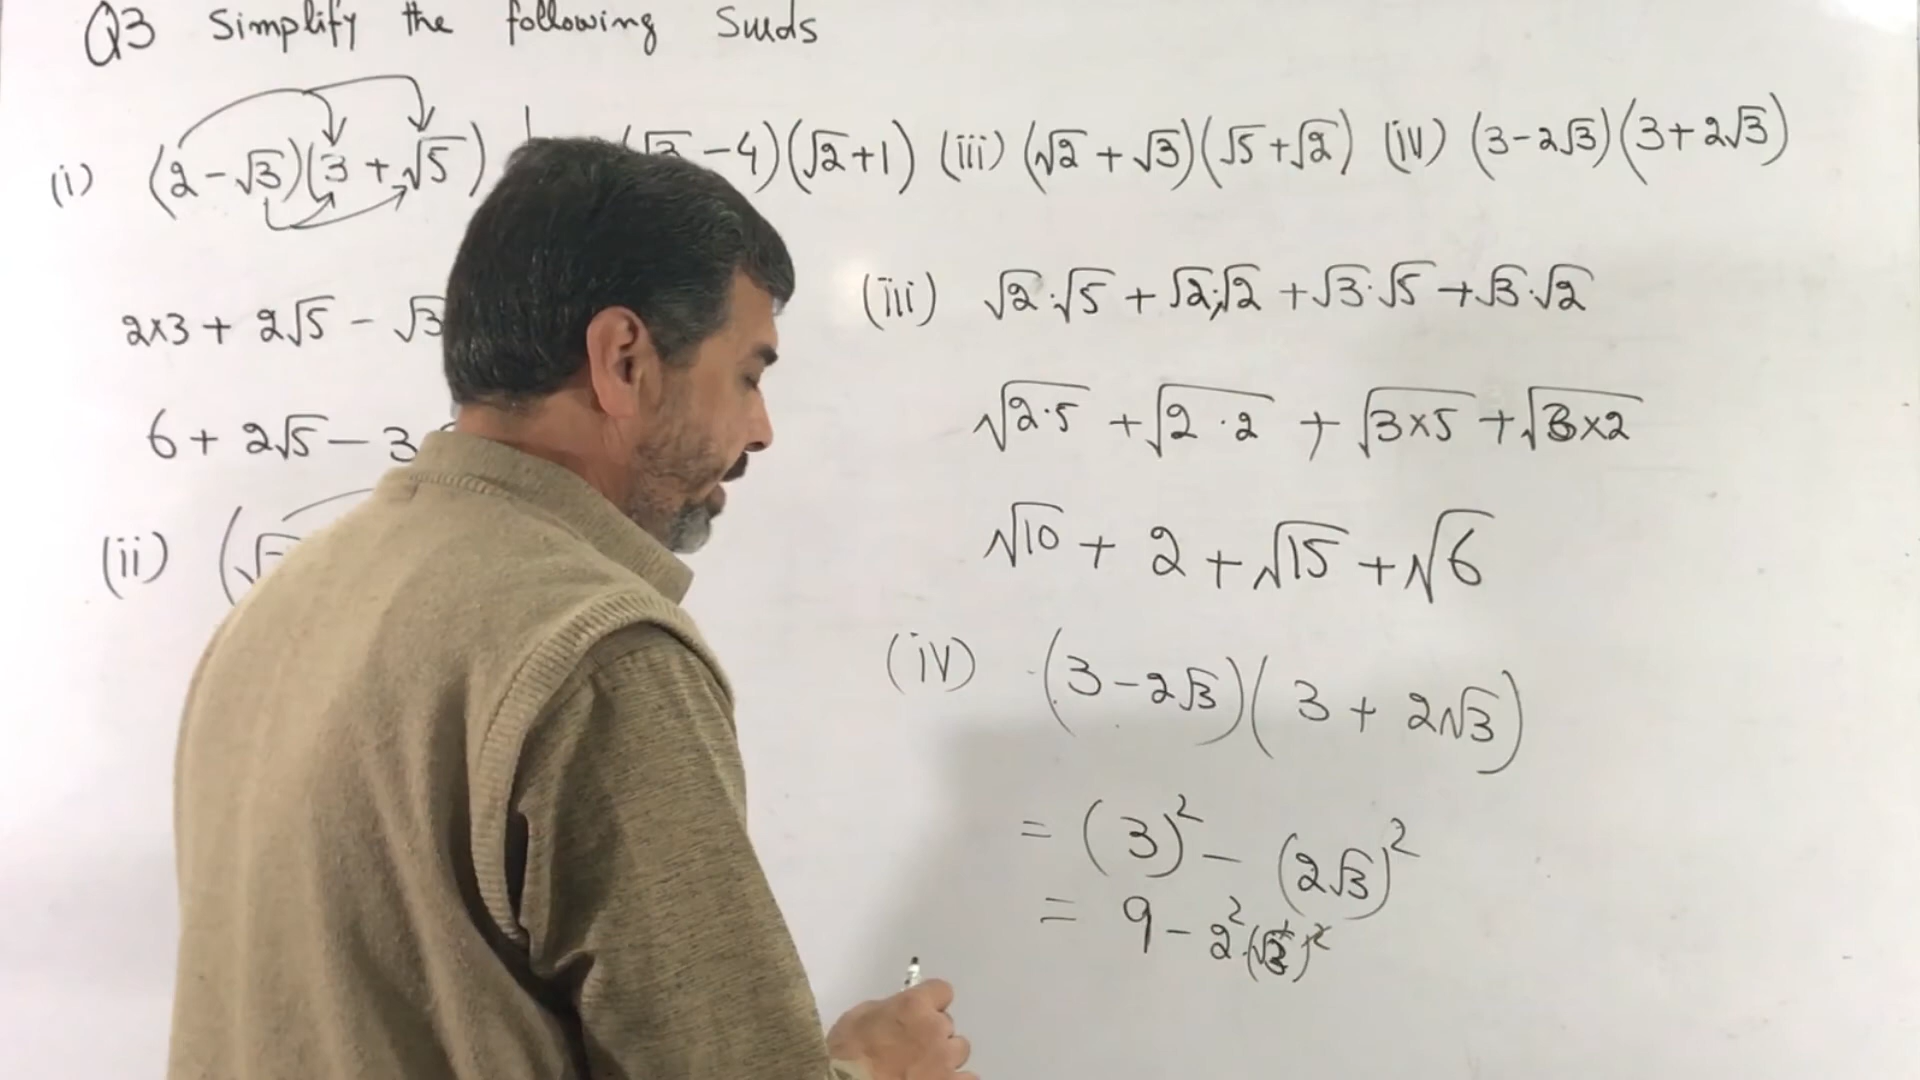 Q3 Simplify the following Surds
(i) (2-√3)(3+√5) (√3-4)(√2+1) (iii) (√2+√3)(√5+√2) (iv) (3-2√3)(3+2√3)
2×3+2√5-√3
6+2√5-3
(ii) (√
(iii) √2·√5+√2·√2+√3·√5+√3·√2
√2·5+√2·2+√3×5+√3×2
√10+2+√15+√6
(iv) (3-2√3)(3+2√3)
=(3)²-(2√3)²
=9-2²(√3)²